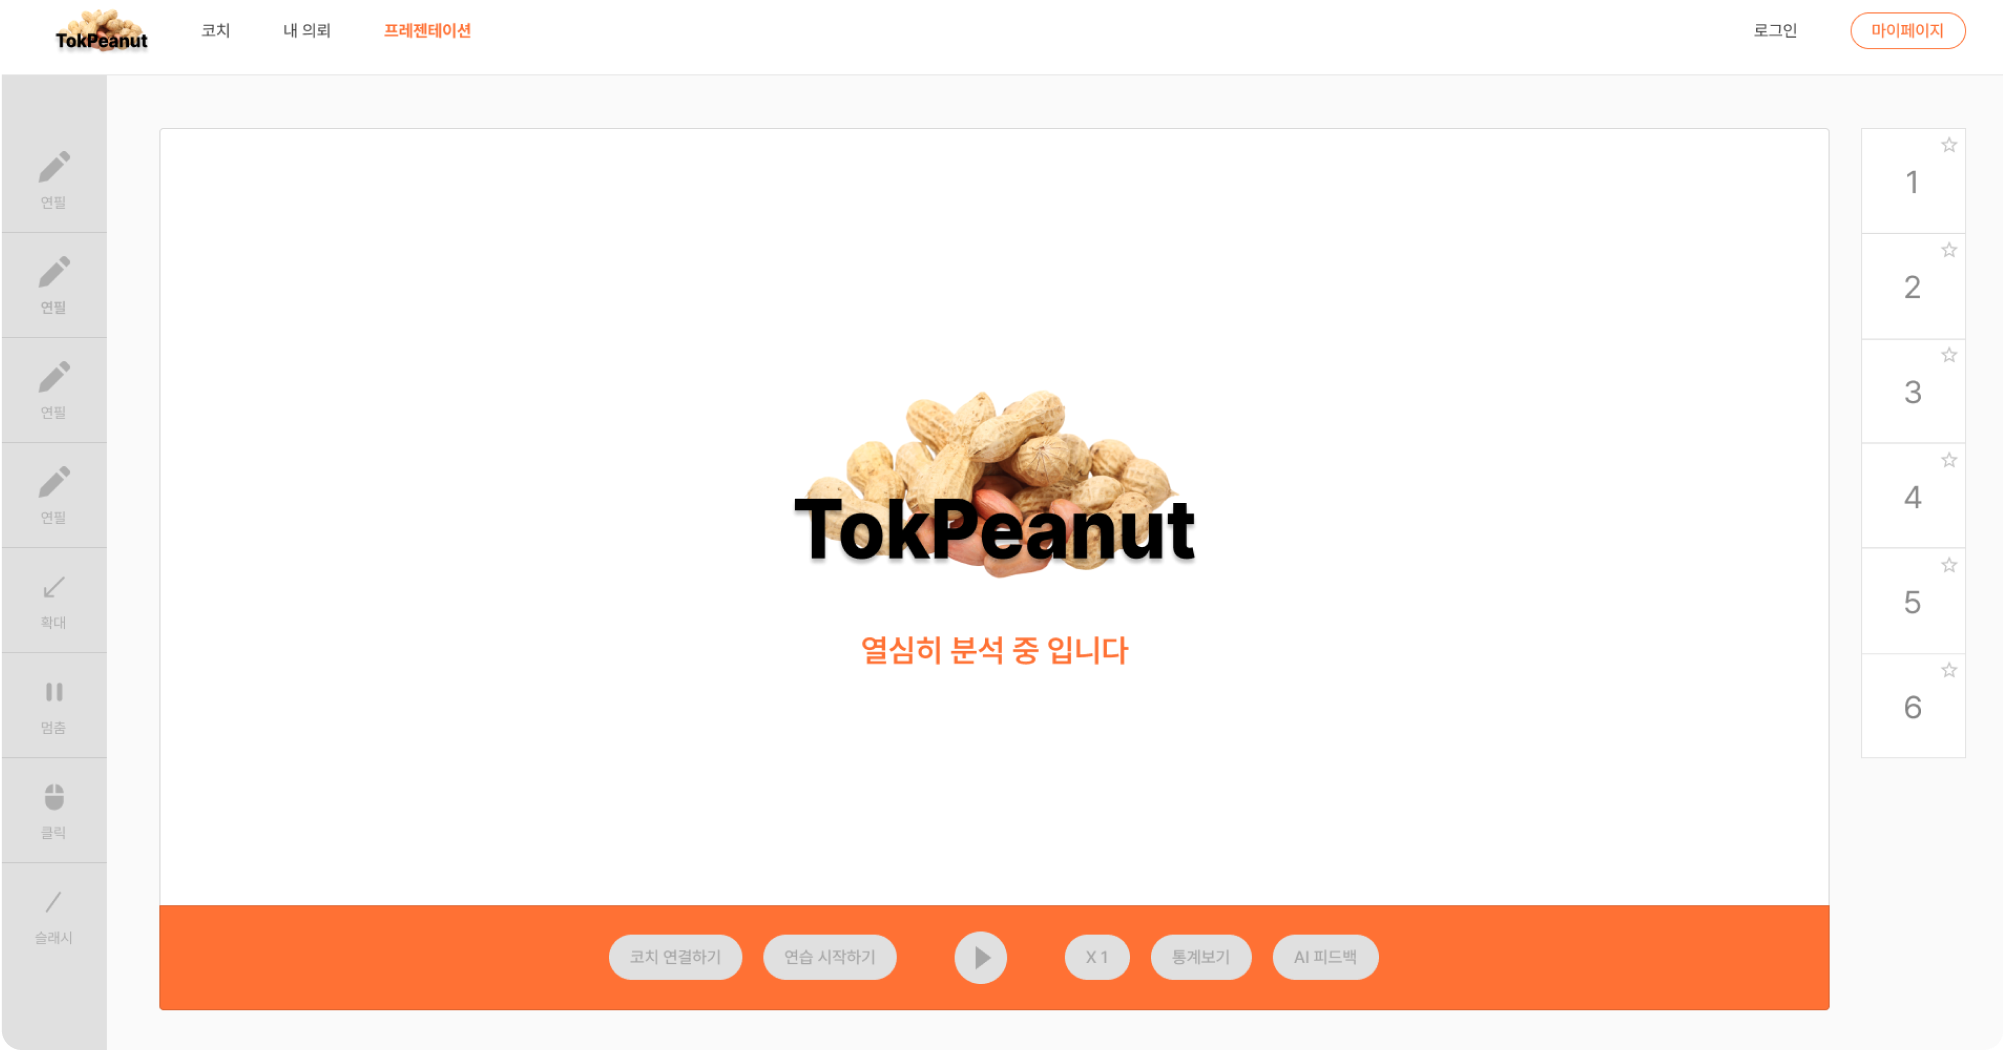 TokPeanut
코치
내 의뢰
프레젠테이션
로그인
마이페이지
연필
연필
연필
연필
확대
멈춤
클릭
슬래시
TokPeanut
열심히 분석 중 입니다
코치 연결하기
연습 시작하기
X 1
통계보기
AI 피드백
1
2
3
4
5
6